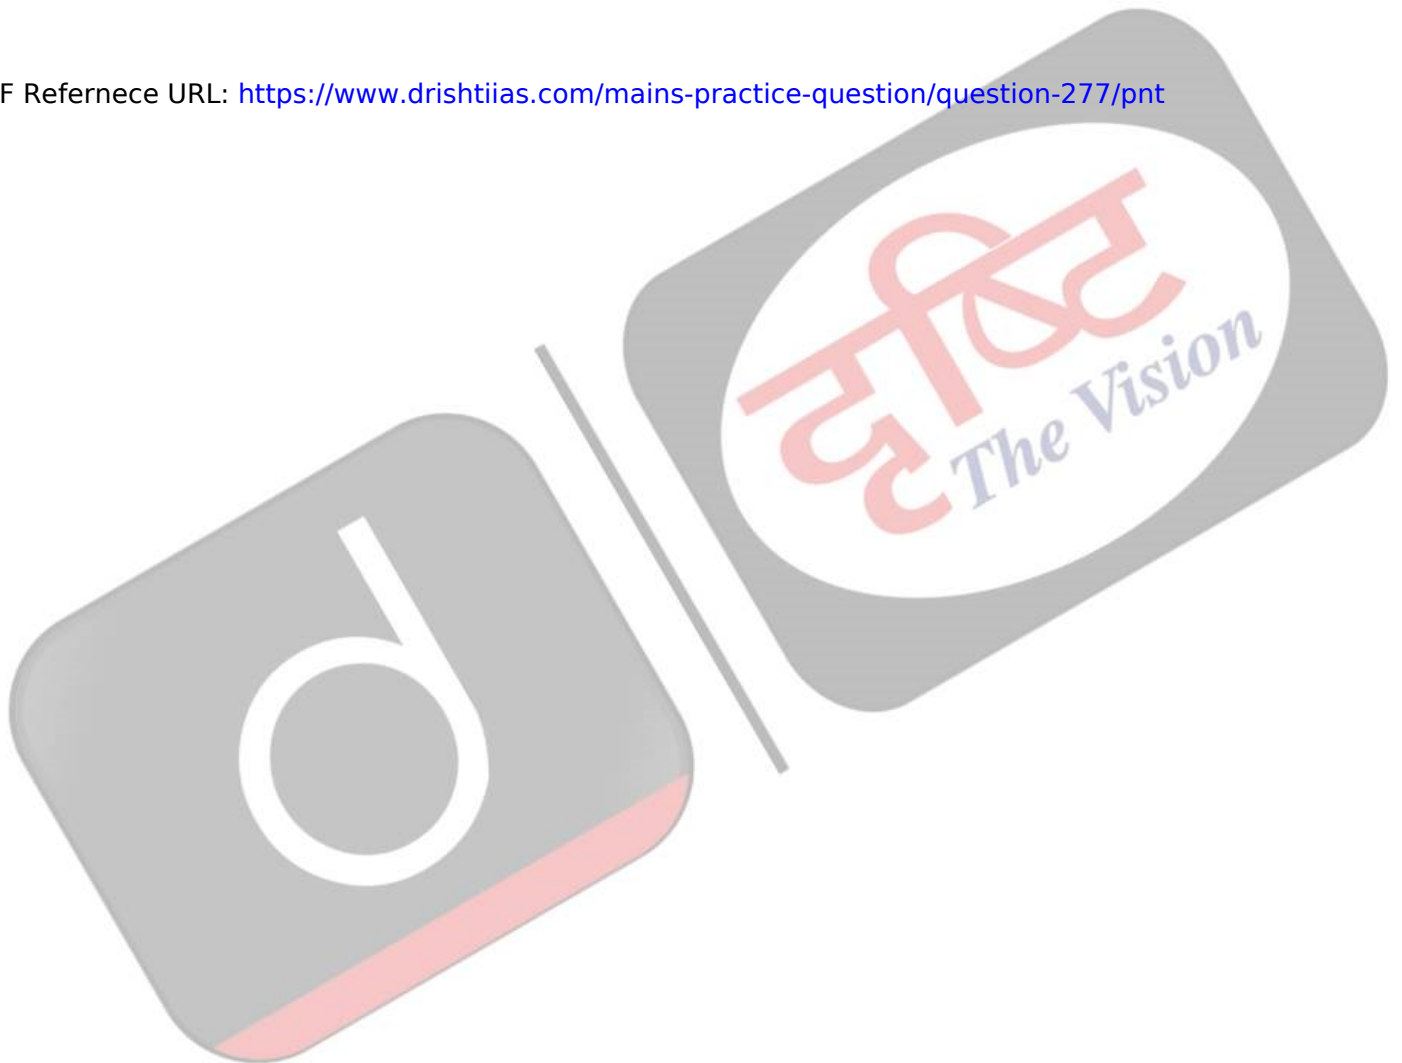 F Refernece URL: https://www.drishtiias.com/mains-practice-question/question-277/pnt
दृष्टि
The Vision
d